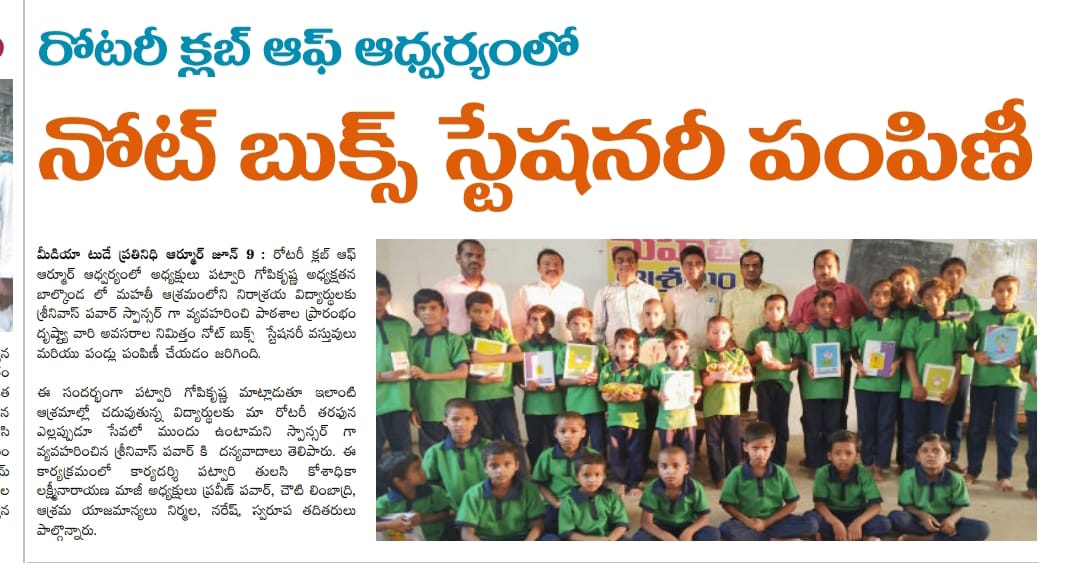 రోటరీ క్లబ్ ఆఫ్ ఆధ్వర్యంలో
నోట్ బుక్స్ స్టేషనరీ పంపిణీ
మీడియా టుడే ప్రతినిధి ఆర్మూర్ జూన్ 9 : రోటరీ క్లబ్ ఆఫ్
ఆర్మూర్ ఆధ్వర్యంలో అధ్యక్షులు పట్వారి గోపికృష్ణ అధ్యక్షతన
బాల్కొండ లో మహతీ ఆశ్రమంలోని నిరాశ్రయ విద్యార్థులకు
శ్రీనివాస్ పవార్ స్పాన్సర్ గా వ్యవహరించి పాఠశాల ప్రారంభం
దృష్ట్యా వారి అవసరాల నిమిత్తం నోట్ బుక్స్ స్టేషనరీ వస్తువులు
మరియు పండ్లు పంపిణీ చేయడం జరిగింది.
ఈ సందర్భంగా పట్వారి గోపికృష్ణ మాట్లాడుతూ ఇలాంటి
ఆశ్రమాల్లో చదువుతున్న విద్యార్థులకు మా రోటరీ తరఫున
ఎల్లప్పుడూ సేవలో ముందు ఉంటామని స్పాన్సర్ గా
వ్యవహరించిన శ్రీనివాస్ పవార్ కి దన్యవాదాలు తెలిపారు. ఈ
కార్యక్రమంలో కార్యదర్శి పట్వారి తులసి కోశాధికా
లక్ష్మీనారాయణ మాజీ అధ్యక్షులు ప్రవీణ్ పవార్, చౌటి లింబాద్రి,
ఆశ్రమ యాజమాన్యలు నిర్మల, నరేష్, స్వరూప తదితరులు
పాల్గొన్నారు.
మహతి
ఆశ్రమం